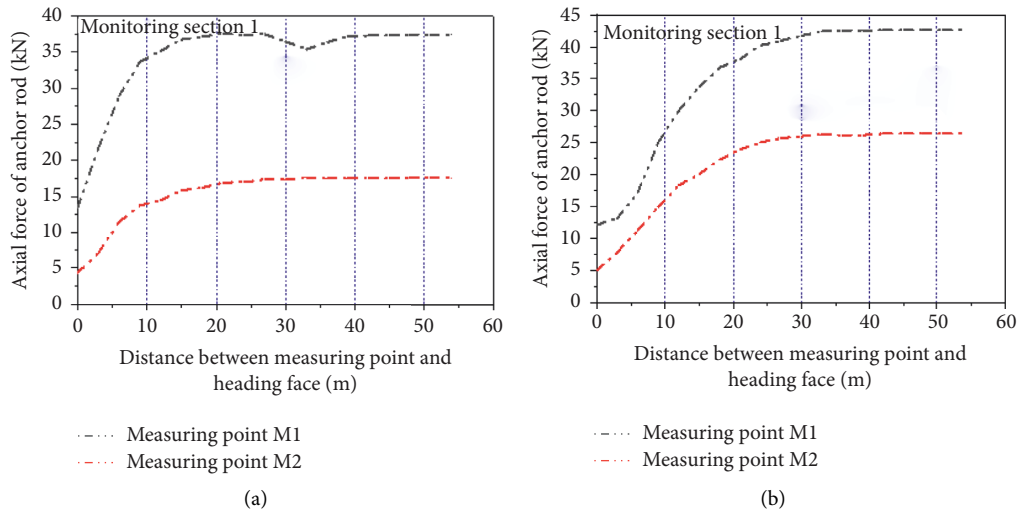 Monitoring section 1
Axial force of anchor rod (kN)
40
35
30
25
20
15
10
5
0
0 10 20 30 40 50 60
Distance between measuring point and
heading face (m)
Measuring point M1
Measuring point M2
(a)
Monitoring section 1
Axial force of anchor rod (kN)
45
40
35
30
25
20
15
10
5
0
0 10 20 30 40 50 60
Distance between measuring point and
heading face (m)
Measuring point M1
Measuring point M2
(b)